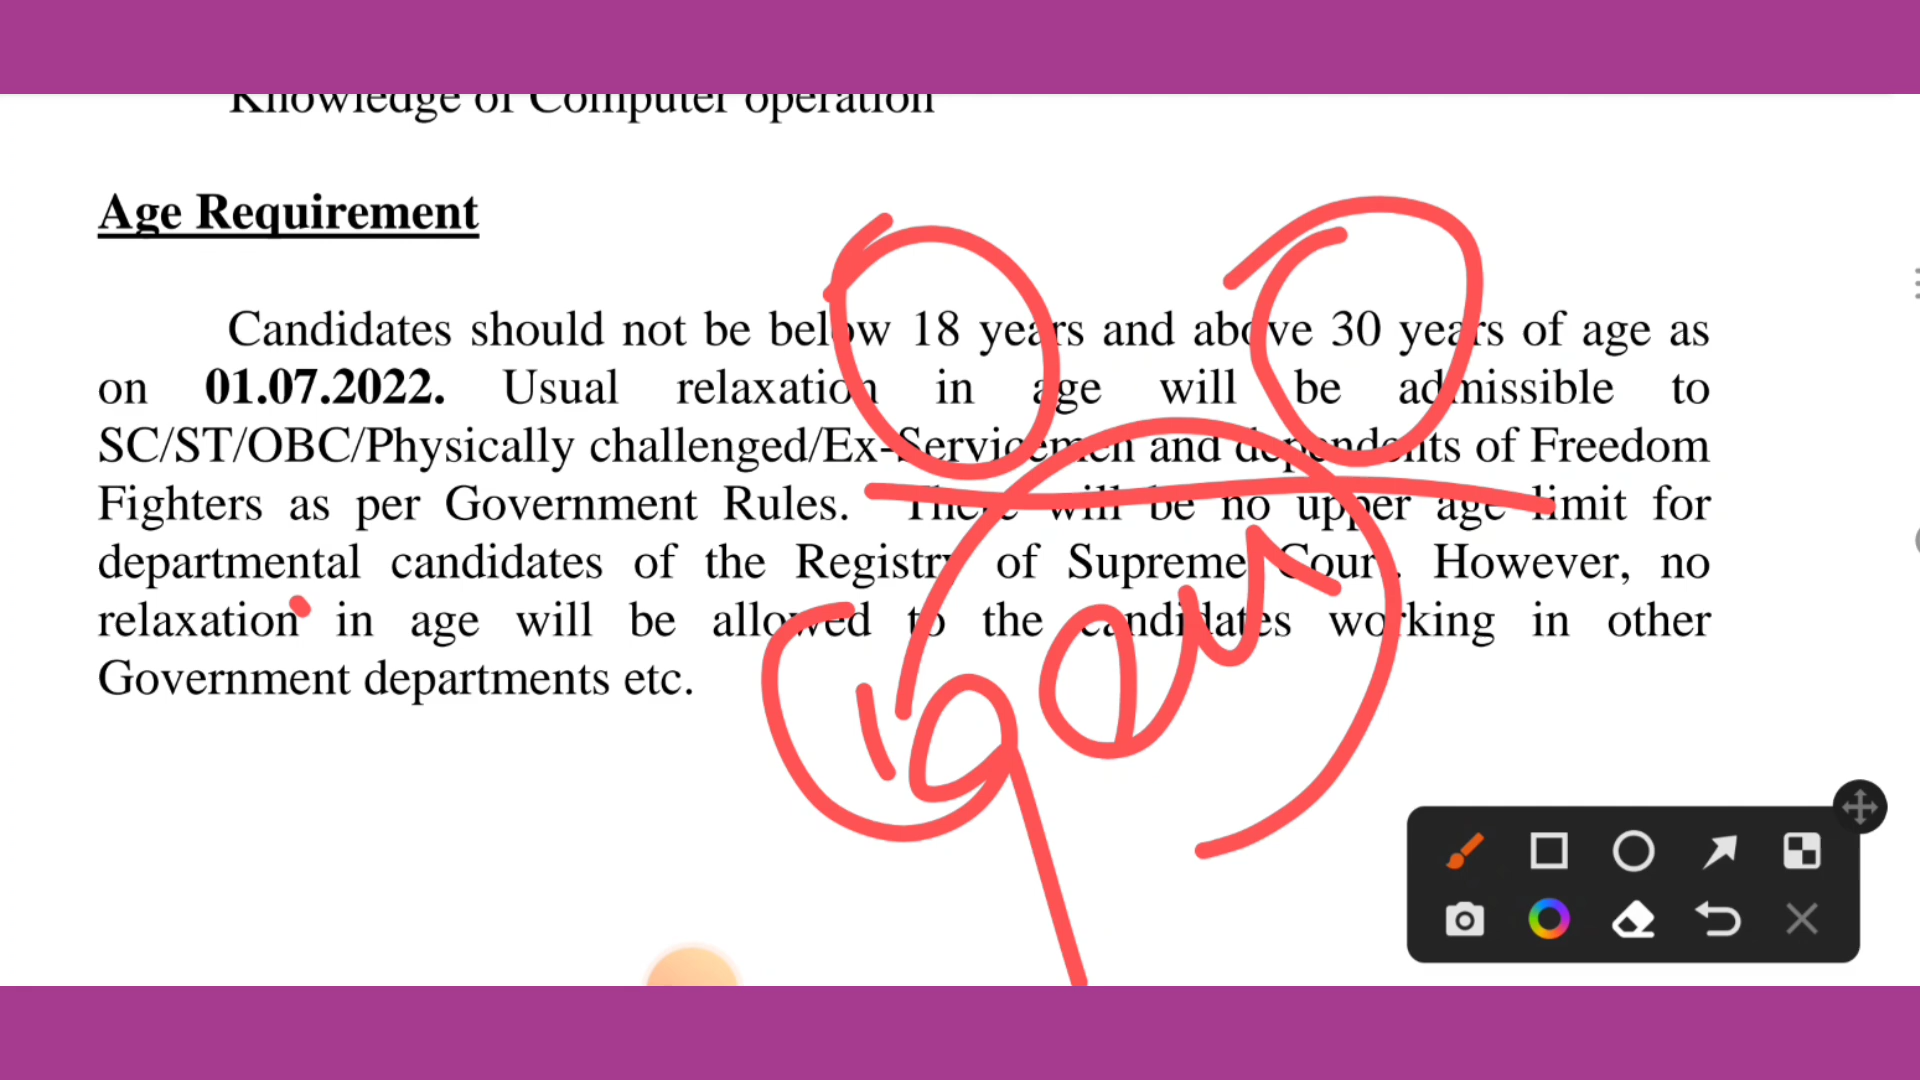 Knowledge of Computer operation
Age Requirement
Candidates should not be below 18 years and above 30 years of age as
on 01.07.2022. Usual relaxation in age will be admissible to
SC/ST/OBC/Physically challenged/Ex-Servicemen and dependents of Freedom
Fighters as per Government Rules. There will be no upper age limit for
departmental candidates of the Registry of Supreme Court. However, no
relaxation in age will be allowed to the candidates working in other
Government departments etc.